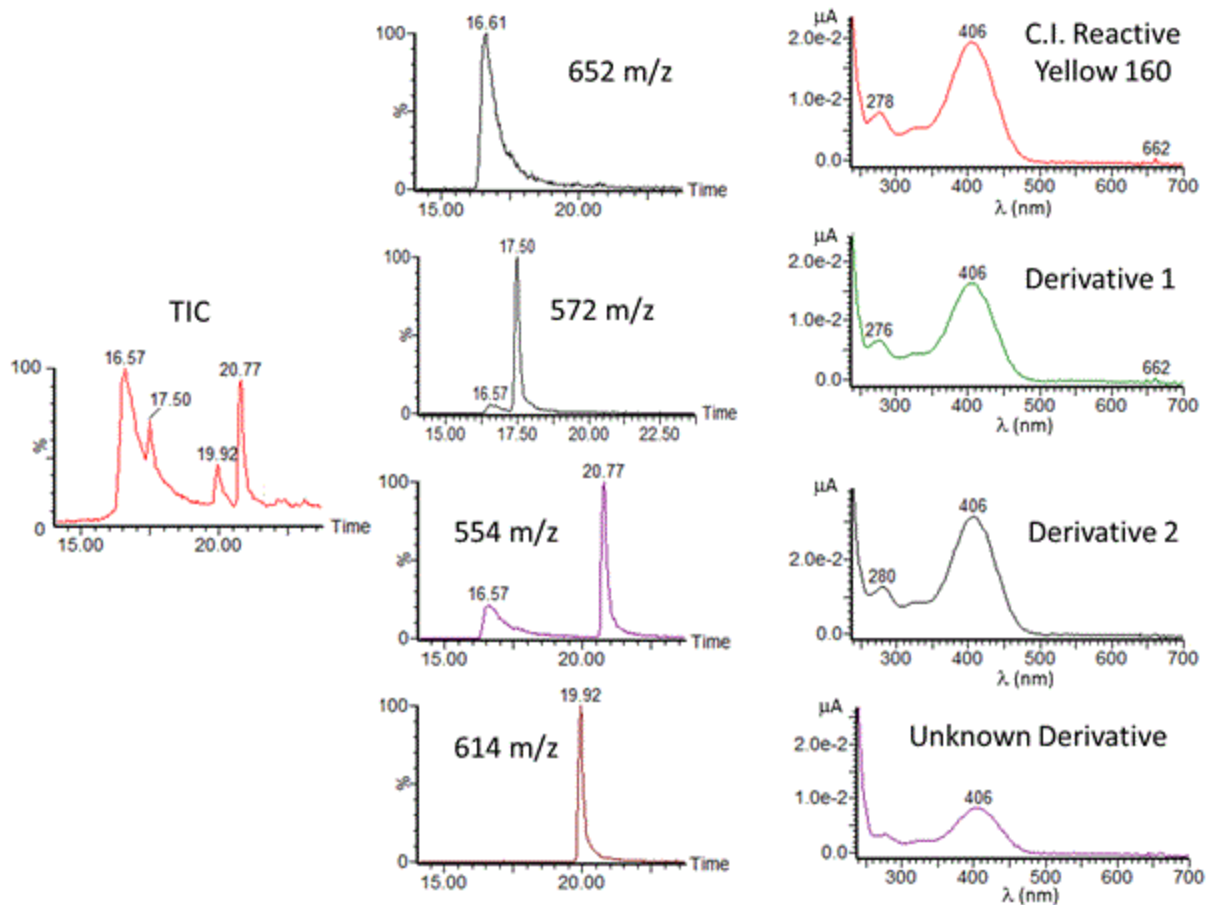 TIC
100
%
0
16.57
17.50
19.92
20.77
15.00
20.00
Time
652 m/z
100
%
0
16.61
15.00
20.00
Time
C.I. Reactive
Yellow 160
µA
2.0e-2
1.0e-2
0.0
278
406
662
300
400
500
600
700
λ (nm)
572 m/z
100
%
0
16.57
17.50
15.00
17.50
20.00
22.50
Time
Derivative 1
µA
2.0e-2
1.0e-2
0.0
276
406
662
300
400
500
600
700
λ (nm)
554 m/z
100
%
0
16.57
20.77
15.00
20.00
Time
Derivative 2
µA
2.0e-2
0.0
280
406
300
400
500
600
700
λ (nm)
614 m/z
100
%
0
19.92
15.00
20.00
Time
Unknown Derivative
µA
2.0e-2
1.0e-2
0.0
406
300
400
500
600
700
λ (nm)